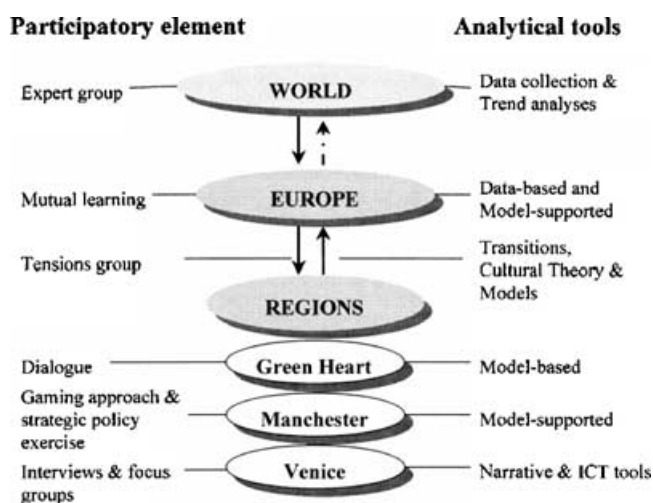 Participatory element
Analytical tools
Expert group
WORLD
Data collection &
Trend analyses
Mutual learning
EUROPE
Data-based and
Model-supported
Tensions group
Transitions,
Cultural Theory &
Models
REGIONS
Dialogue
Green Heart
Model-based
Gaming approach &
strategic policy
exercise
Manchester
Model-supported
Interviews & focus
groups
Venice
Narrative & ICT tools